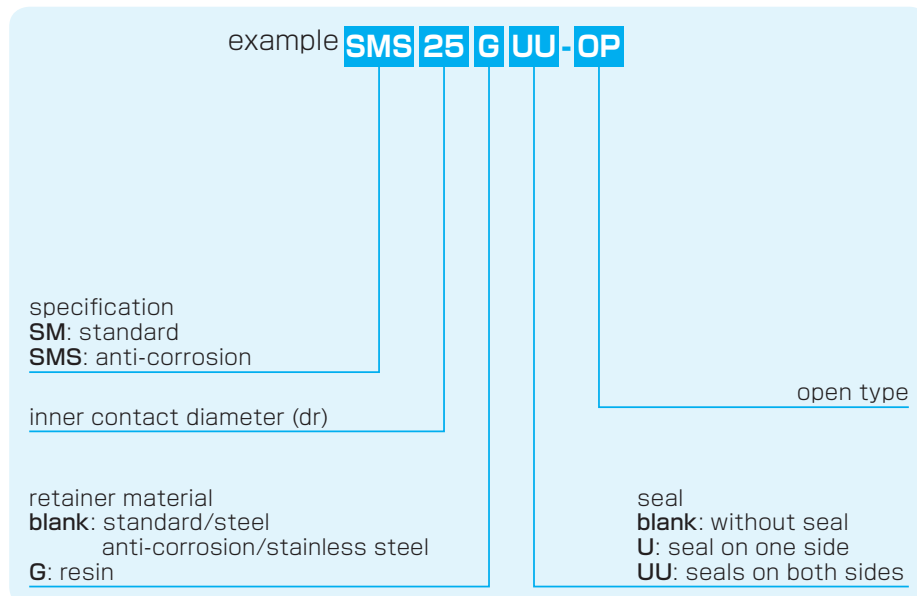 example SMS 25 G UU - OP
specification
SM: standard
SMS: anti-corrosion
open type
inner contact diameter (dr)
retainer material
blank: standard/steel
anti-corrosion/stainless steel
G: resin
seal
blank: without seal
U: seal on one side
UU: seals on both sides